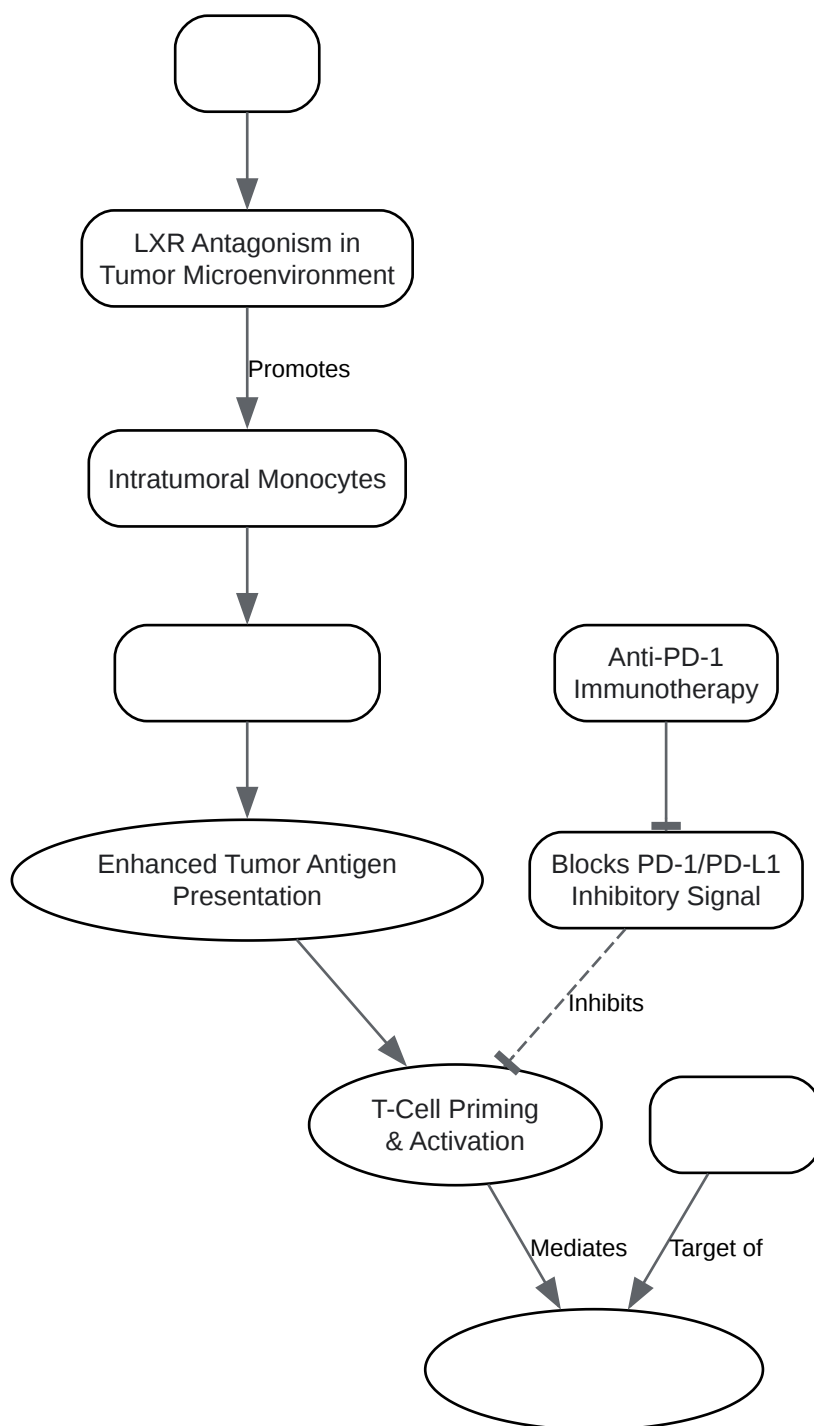 LXR Antagonism in
Tumor Microenvironment
Promotes
Intratumoral Monocytes
Anti-PD-1
Immunotherapy
Enhanced Tumor Antigen
Presentation
Blocks PD-1/PD-L1
Inhibitory Signal
Inhibits
T-Cell Priming
& Activation
Mediates
Target of